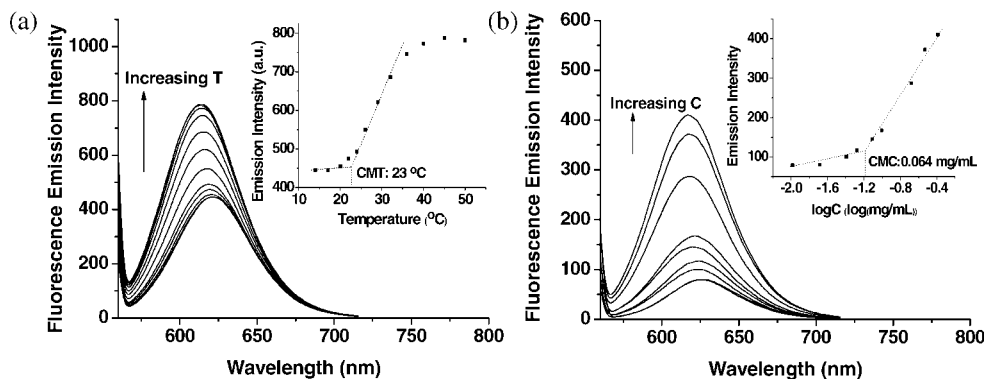 (a)
Fluorescence Emission Intensity
1000
800
600
400
200
0
Increasing T
Emission Intensity (a.u.)
800
700
600
500
400
CMT: 23 °C
10 20 30 40 50
Temperature (°C)
600 650 700 750 800
Wavelength (nm)
(b)
Fluorescence Emission Intensity
600
500
400
300
200
100
0
Increasing C
Emission Intensity
400
300
200
100
CMC:0.064 mg/mL
-2.0 -1.6 -1.2 -0.8 -0.4
logC (log(mg/mL))
600 650 700 750 800
Wavelength (nm)